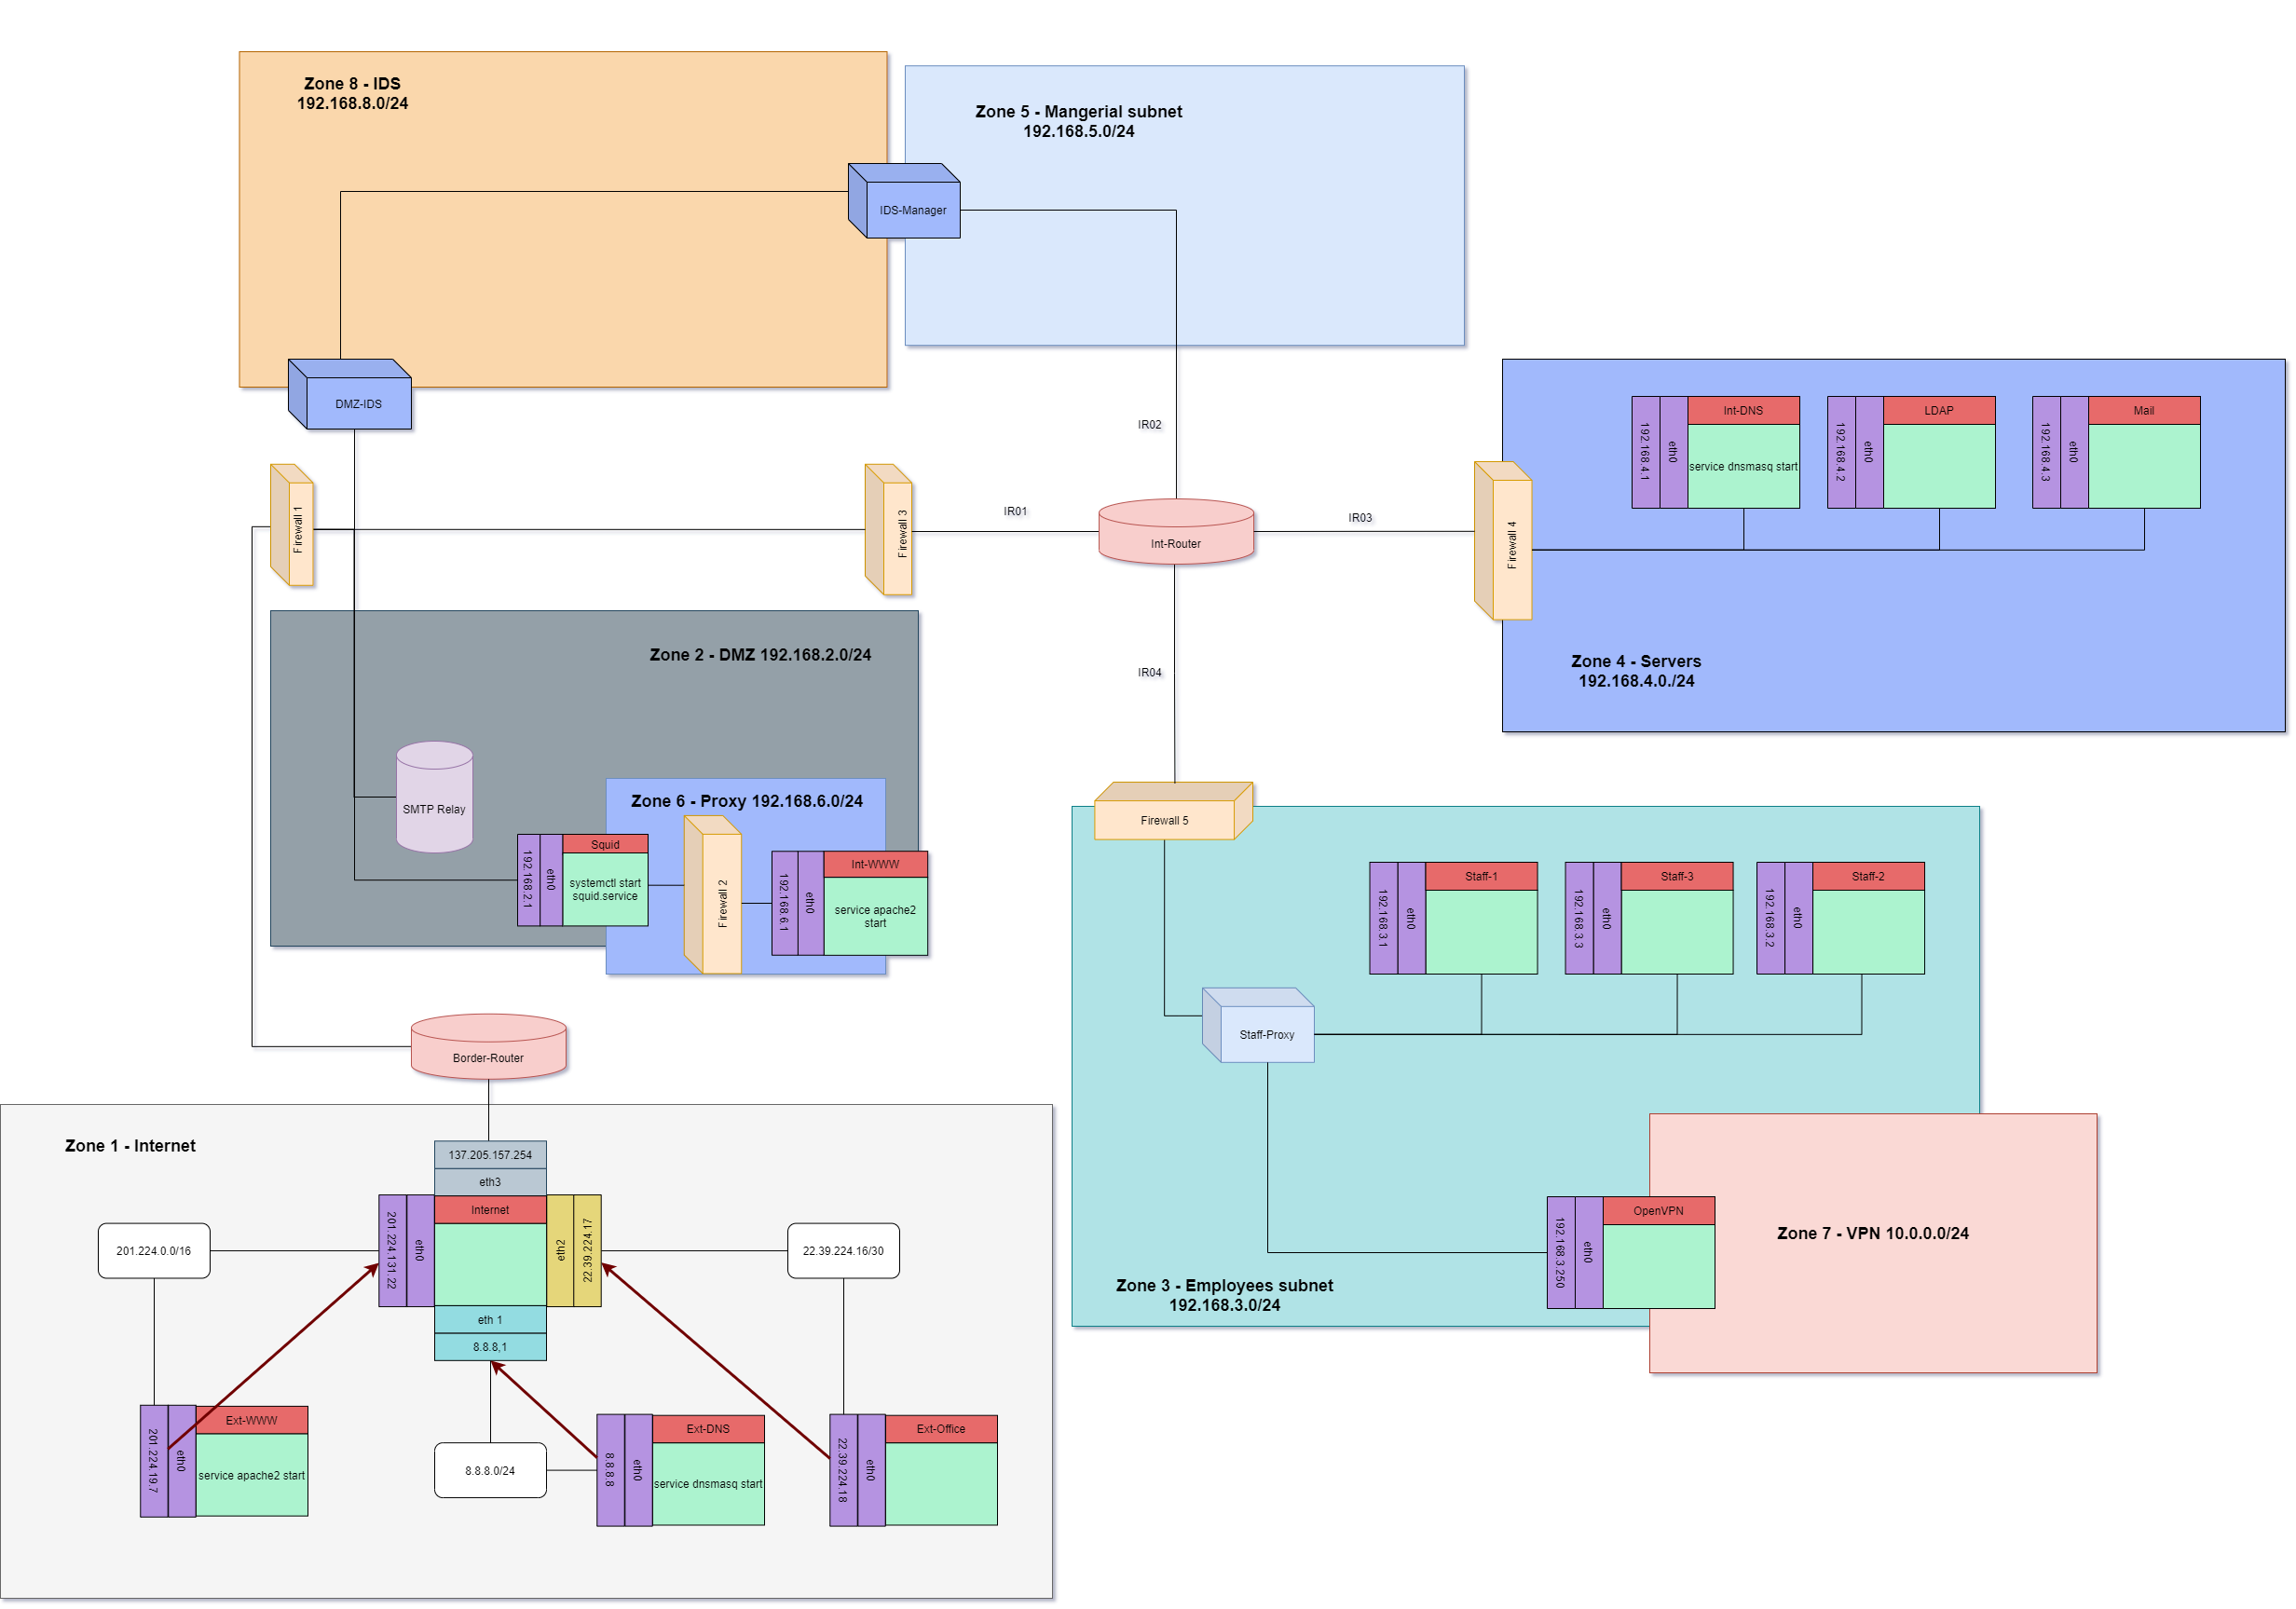 Zone 8 - IDS
192.168.8.0/24
Zone 5 - Mangerial subnet
192.168.5.0/24
IDS-Manager
DMZ-IDS
IR02
Int-DNS
192.168.4.1
eth0
service dnsmasq start
LDAP
192.168.4.2
eth0
Mail
192.168.4.3
eth0
Firewall 1
Firewall 3
IR01
Int-Router
IR03
Firewall 4
Zone 4 - Servers
192.168.4.0./24
IR04
Zone 2 - DMZ 192.168.2.0/24
SMTP Relay
Zone 6 - Proxy 192.168.6.0/24
192.168.2.1
eth0
Squid
systemctl start
squid.service
Firewall 2
192.168.6.1
eth0
Int-WWW
service apache2
start
Firewall 5
192.168.3.1
eth0
Staff-1
192.168.3.3
eth0
Staff-3
192.168.3.2
eth0
Staff-2
Staff-Proxy
Border-Router
Zone 1 - Internet
137.205.157.254
eth3
201.224.131.22
eth0
Internet
eth2
22.39.224.17
eth 1
8.8.8,1
201.224.0.0/16
22.39.224.16/30
201.224.19.7
eth0
Ext-WWW
service apache2 start
8.8.8.0/24
8.8.8.8
eth0
Ext-DNS
service dnsmasq start
22.39.224.18
eth0
Ext-Office
192.168.3.250
eth0
OpenVPN
Zone 7 - VPN 10.0.0.0/24
Zone 3 - Employees subnet
192.168.3.0/24